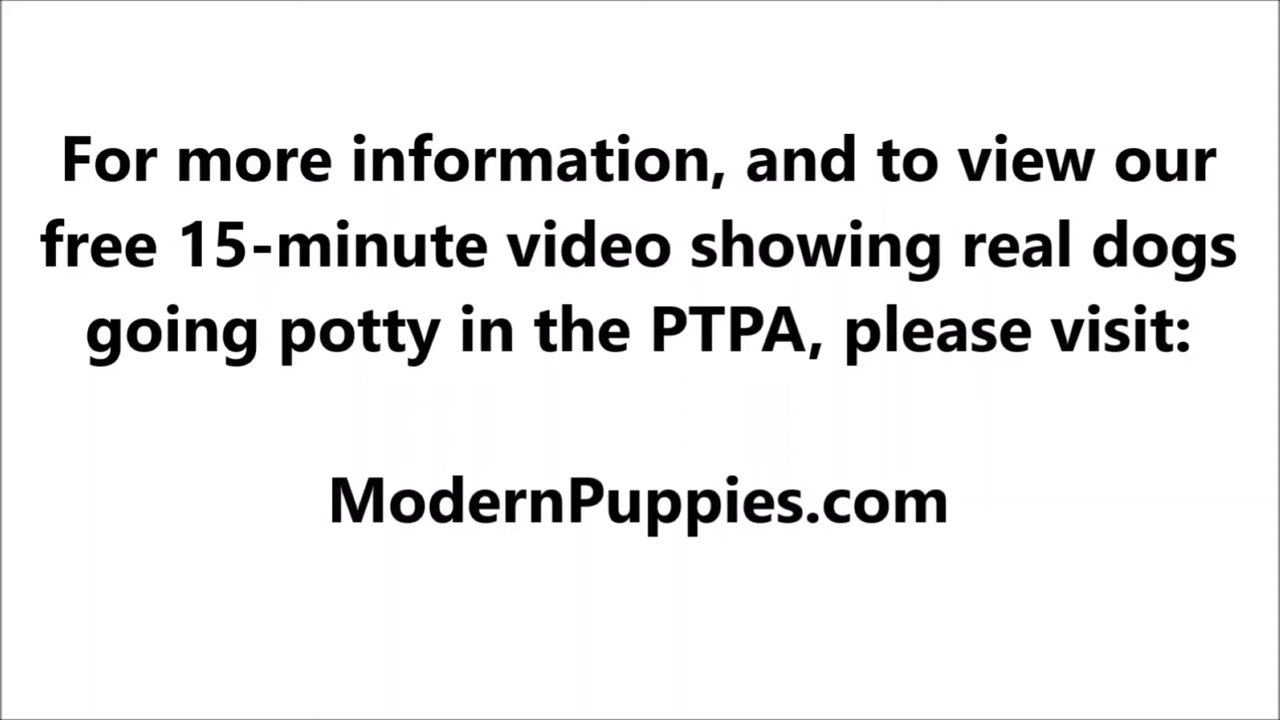 For more information, and to view our
free 15-minute video showing real dogs
going potty in the PTPA, please visit:
ModernPuppies.com